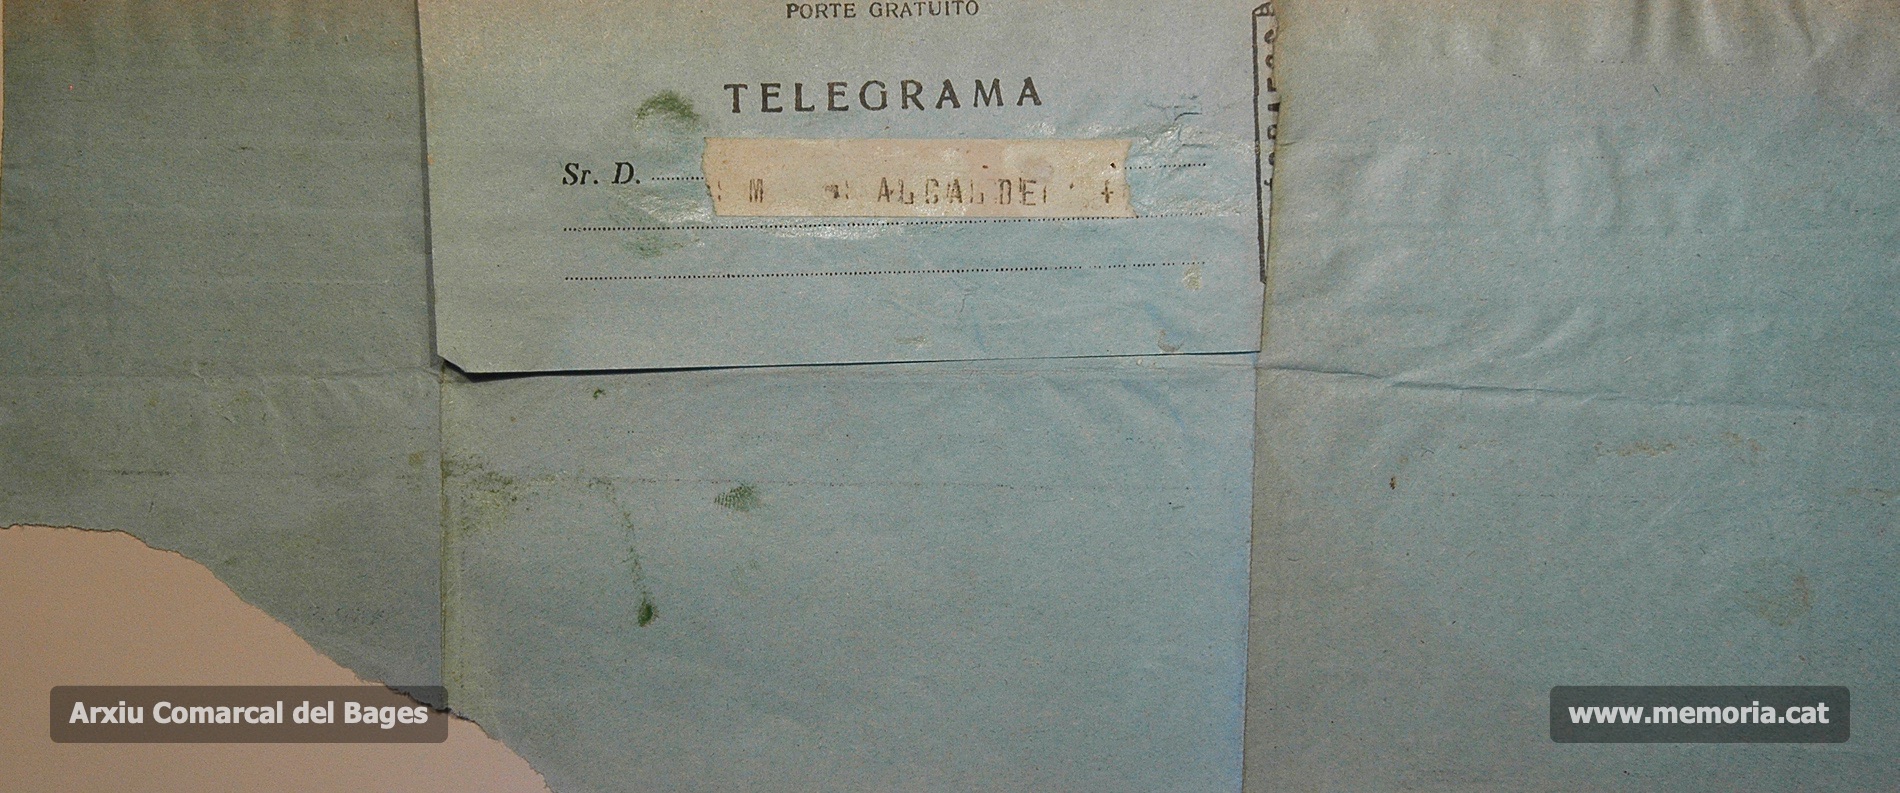 PORTE GRATUITO
TELEGRAMA
Sr. D.
M ALCALDE +
Arxiu Comarcal del Bages
www.memoria.cat